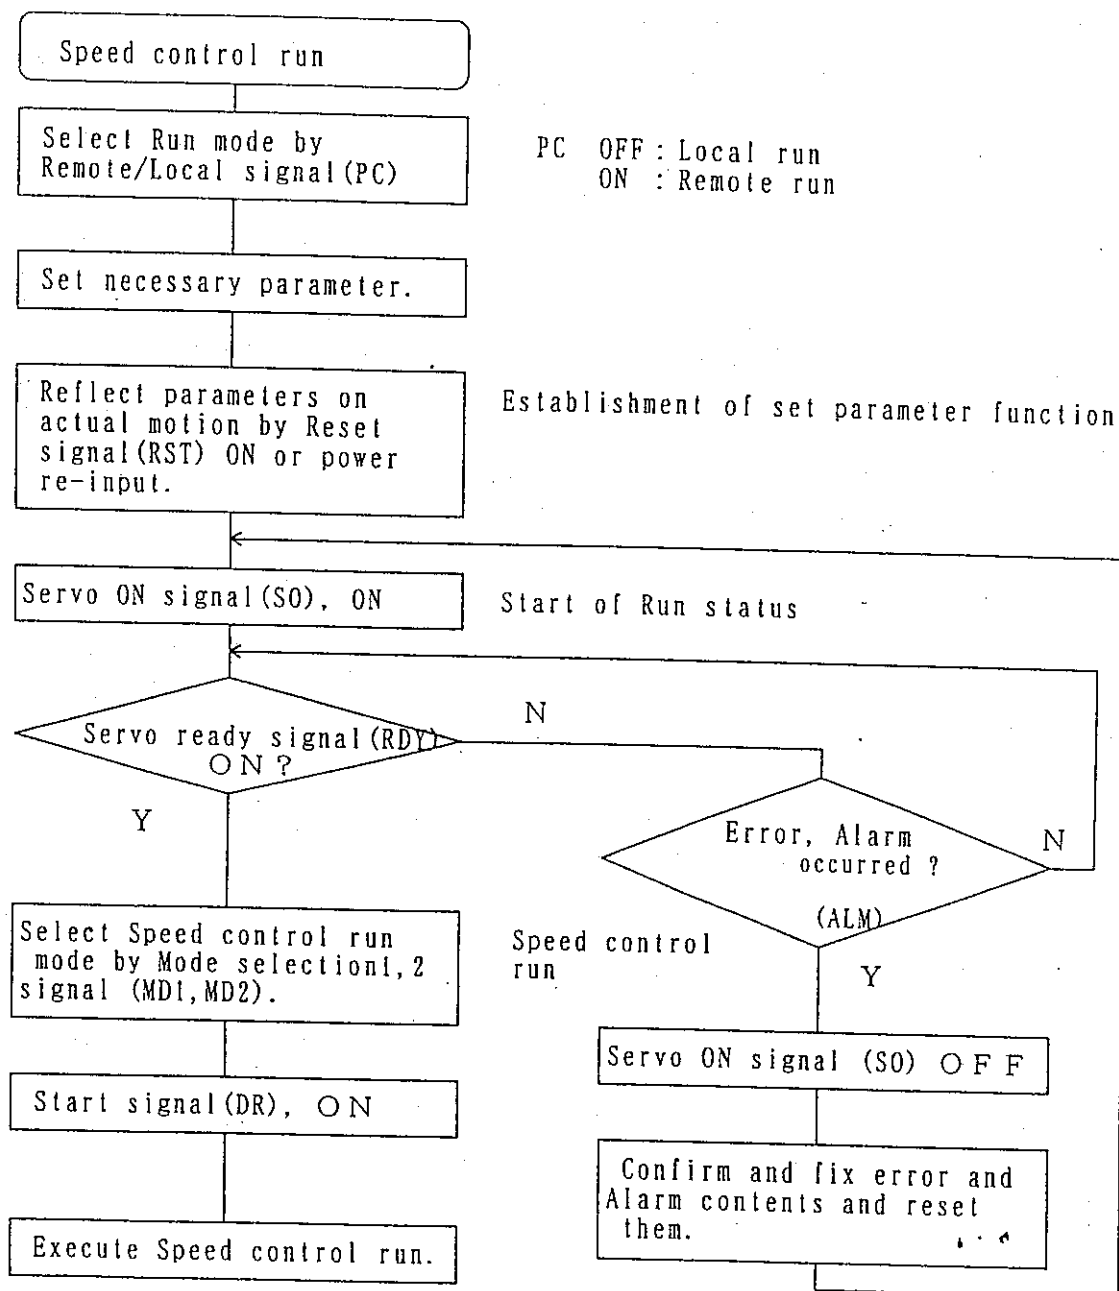 Speed control run
Select Run mode by
Remote/Local signal(PC)
PC OFF : Local run
ON : Remote run
Set necessary parameter.
Reflect parameters on
actual motion by Reset
signal(RST) ON or power
re-input.
Establishment of set parameter function
Servo ON signal(SO), ON
Start of Run status
Servo ready signal(RDY)
ON?
N
Y
Error, Alarm
occurred ?
(ALM)
N
Y
Select Speed control run
mode by Mode selection1,2
signal (MD1,MD2).
Speed control
run
Servo ON signal (SO) OFF
Start signal(DR), ON
Confirm and fix error and
Alarm contents and reset
them.
Execute Speed control run.